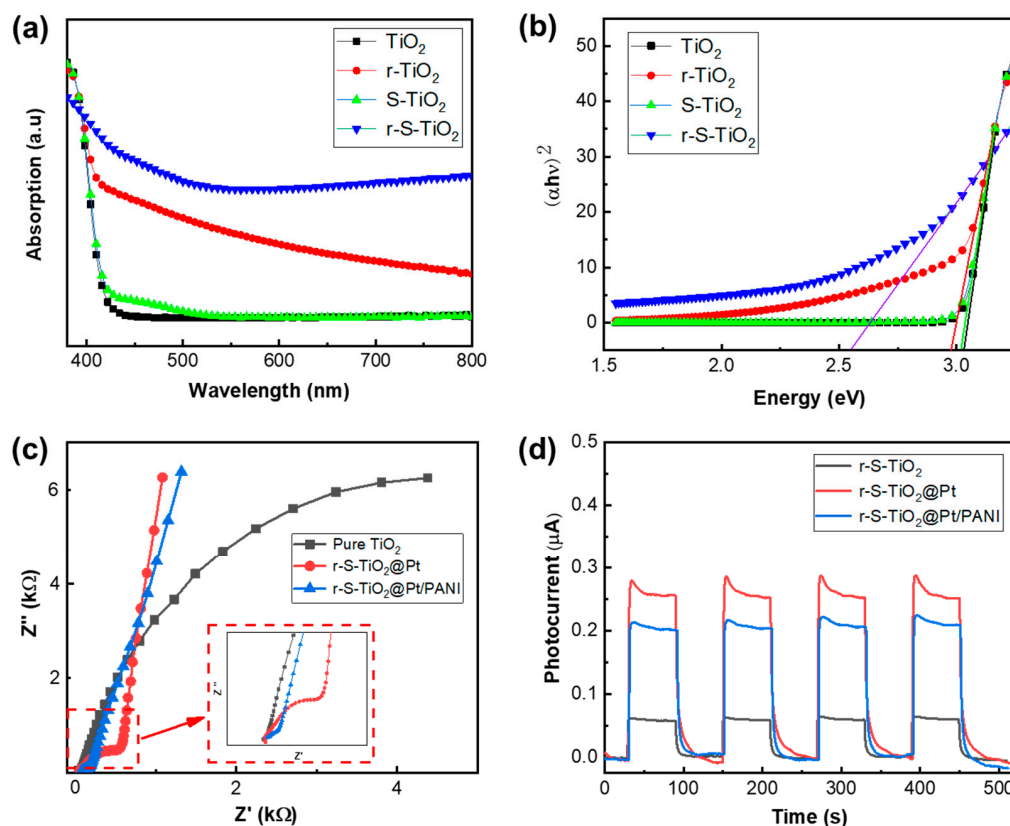 (a)
TiO2
r-TiO2
S-TiO2
r-S-TiO2
Absorption (a.u)
400 500 600 700 800
Wavelength (nm)
(b)
TiO2
r-TiO2
S-TiO2
r-S-TiO2
(αhν)2
50
40
30
20
10
0
1.5 2.0 2.5 3.0
Energy (eV)
(c)
Pure TiO2
r-S-TiO2@Pt
r-S-TiO2@Pt/PANI
Z'' (kΩ)
6
4
2
Z''
Z'
0 2 4
Z' (kΩ)
(d)
r-S-TiO2
r-S-TiO2@Pt
r-S-TiO2@Pt/PANI
Photocurrent (μA)
0.5
0.4
0.3
0.2
0.1
0.0
0 100 200 300 400 500
Time (s)